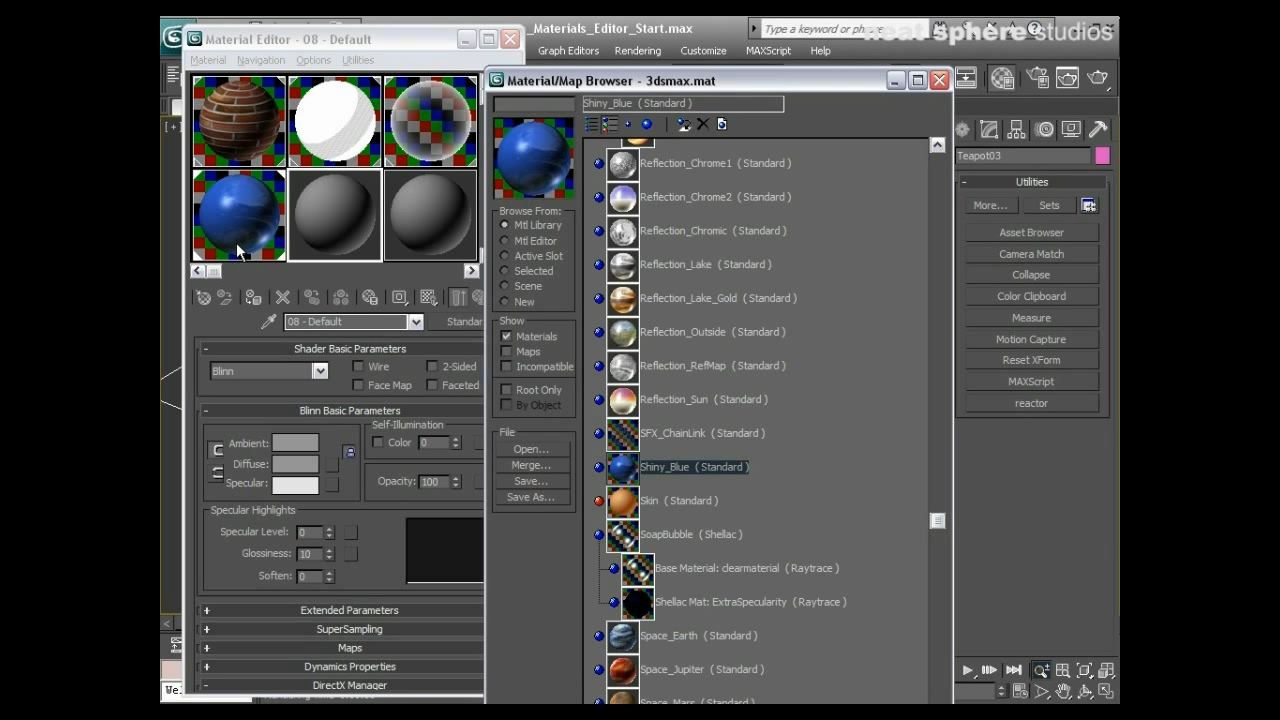 _Materials_Editor_Start.max
Type a keyword or phrase
neat sphere studios
Graph Editors Rendering Customize MAXScript Help
Material Editor - 08 - Default
Material Navigation Options Utilities
08 - Default
Standar
Shader Basic Parameters
Blinn
Wire
2-Sided
Face Map
Faceted
Blinn Basic Parameters
Self-Illumination
Color 0
Ambient:
Diffuse:
Specular:
Opacity: 100
Specular Highlights
Specular Level: 0
Glossiness: 10
Soften: 0
Extended Parameters
SuperSampling
Maps
Dynamics Properties
DirectX Manager
Material/Map Browser - 3dsmax.mat
Shiny_Blue (Standard)
Browse From:
Mtl Library
Mtl Editor
Active Slot
Selected
Scene
New
Show
Materials
Maps
Incompatible
Root Only
By Object
File
Open...
Merge...
Save...
Save As...
Reflection_Chrome1 (Standard)
Reflection_Chrome2 (Standard)
Reflection_Chromic (Standard)
Reflection_Lake (Standard)
Reflection_Lake_Gold (Standard)
Reflection_Outside (Standard)
Reflection_RefMap (Standard)
Reflection_Sun (Standard)
SFX_ChainLink (Standard)
Shiny_Blue (Standard)
Skin (Standard)
SoapBubble (Shellac)
Base Material: clearmaterial (Raytrace)
Shellac Mat: ExtraSpecularity (Raytrace)
Space_Earth (Standard)
Space_Jupiter (Standard)
Space_Mars (Standard)
Teapot03
Utilities
More... Sets
Asset Browser
Camera Match
Collapse
Color Clipboard
Measure
Motion Capture
Reset XForm
MAXScript
reactor